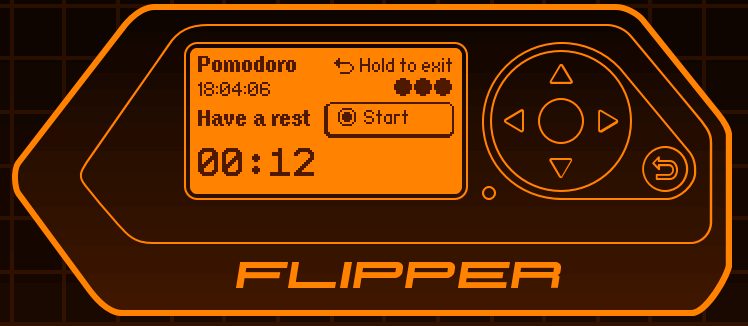 Pomodoro
Hold to exit
18:04:06
Have a rest
Start
00:12
FLIPPER